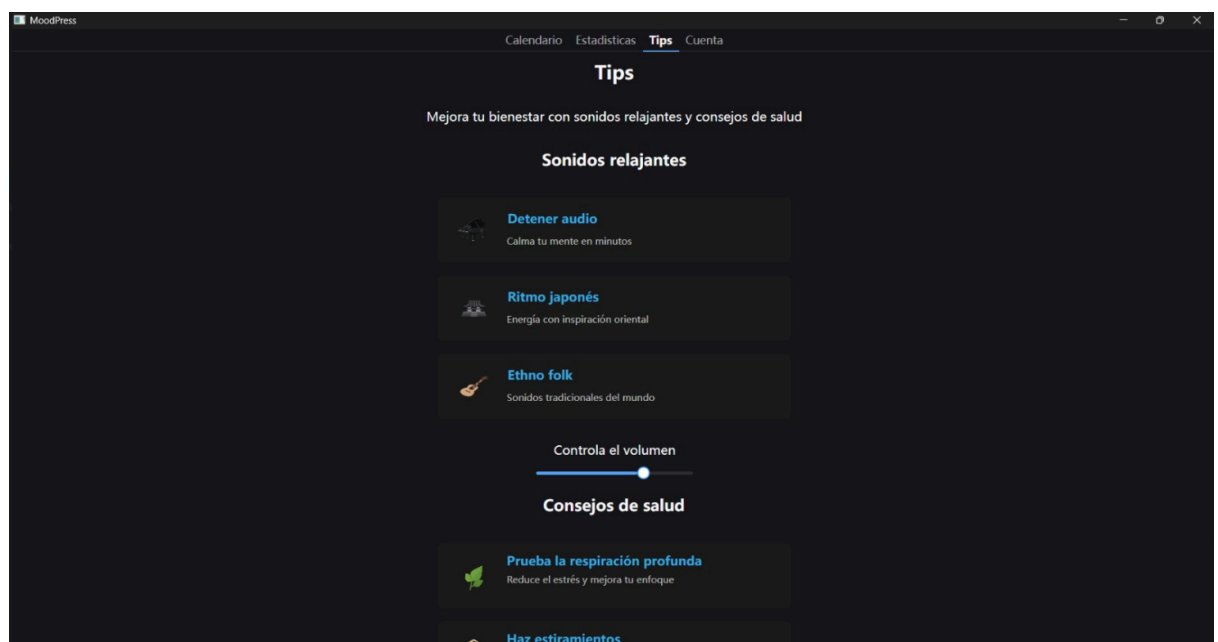 MoodPress
Calendario Estadisticas Tips Cuenta
Tips
Mejora tu bienestar con sonidos relajantes y consejos de salud
Sonidos relajantes
Detener audio
Calma tu mente en minutos
Ritmo japonés
Energía con inspiración oriental
Ethno folk
Sonidos tradicionales del mundo
Controla el volumen
Consejos de salud
Prueba la respiración profunda
Reduce el estrés y mejora tu enfoque
Haz estiramientos